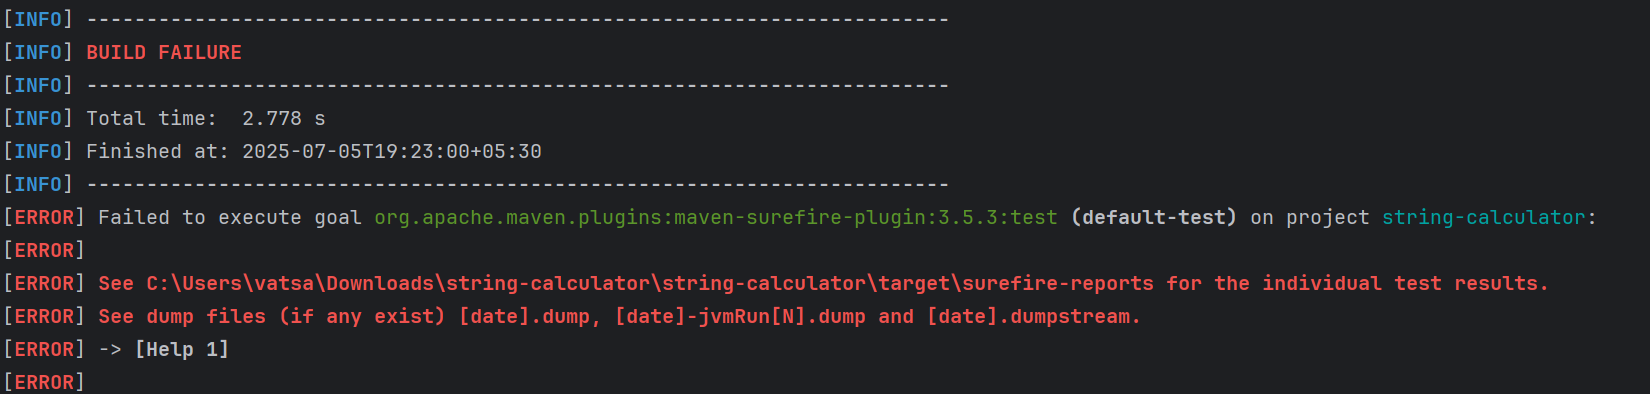 [INFO] ------------------------------------------------------------------------
[INFO] BUILD FAILURE
[INFO] ------------------------------------------------------------------------
[INFO] Total time:  2.778 s
[INFO] Finished at: 2025-07-05T19:23:00+05:30
[INFO] ------------------------------------------------------------------------
[ERROR] Failed to execute goal org.apache.maven.plugins:maven-surefire-plugin:3.5.3:test (default-test) on project string-calculator:
[ERROR]
[ERROR] See C:\Users\vatsa\Downloads\string-calculator\string-calculator\target\surefire-reports for the individual test results.
[ERROR] See dump files (if any exist) [date].dump, [date]-jvmRun[N].dump and [date].dumpstream.
[ERROR] -> [Help 1]
[ERROR]